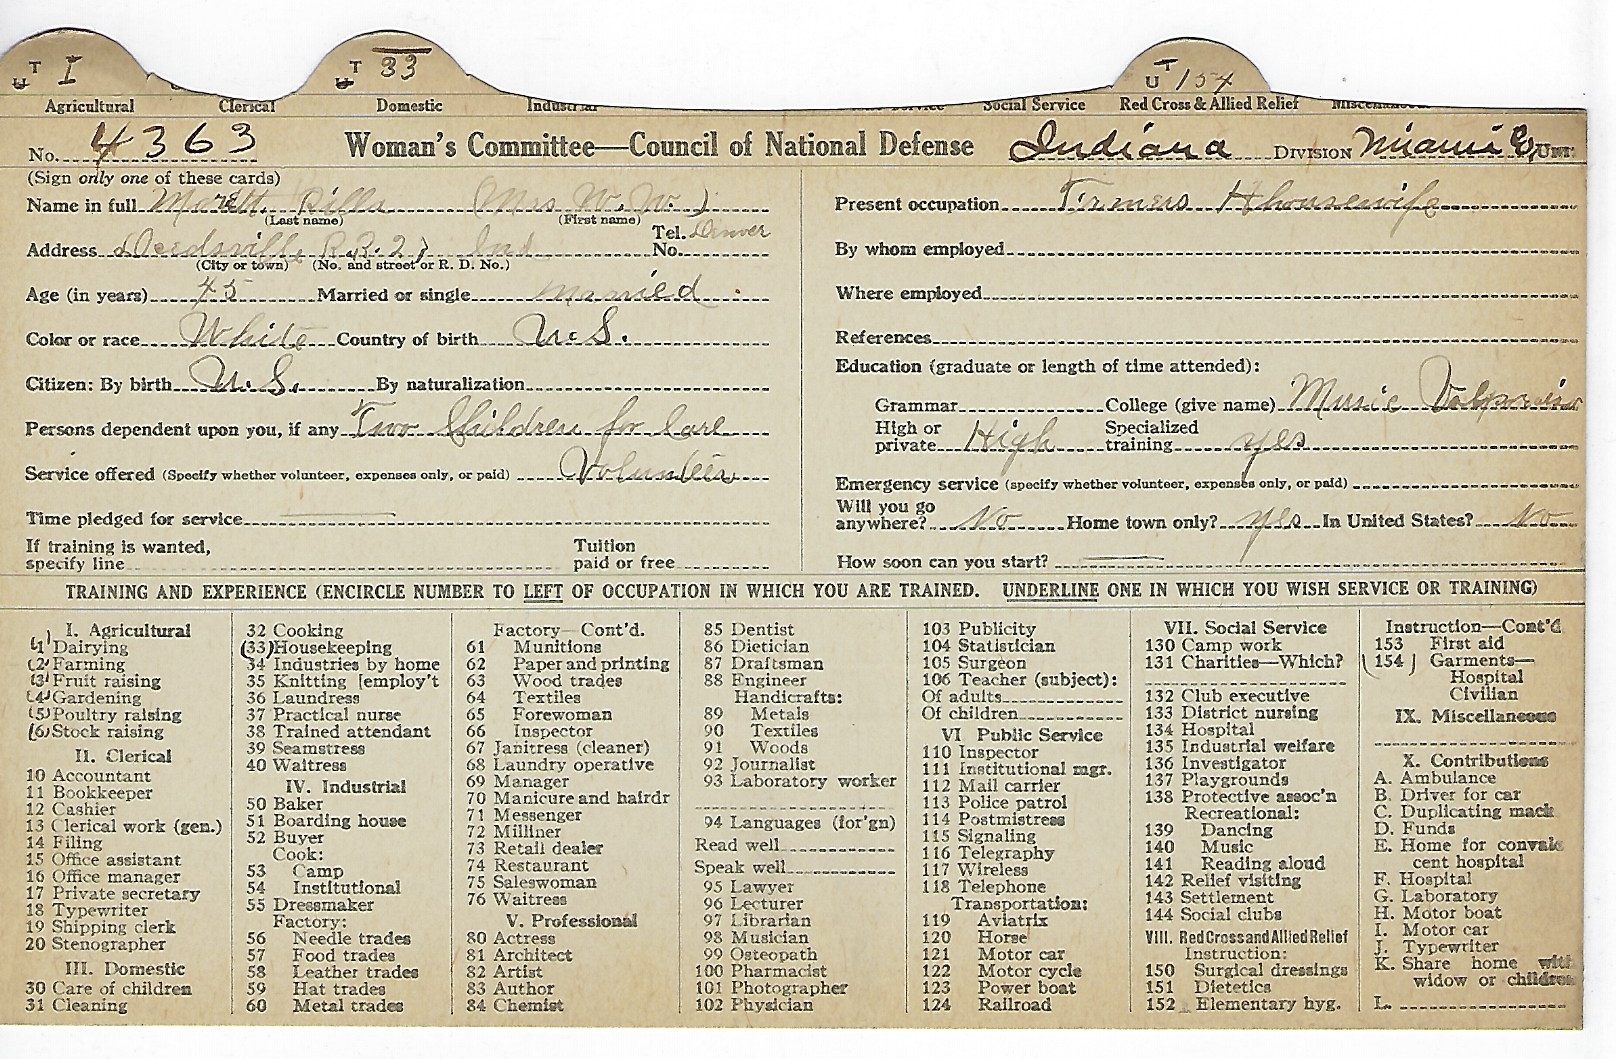 T I T 33 T 154
U U U
Agricultural Clerical Domestic Industrial Social Service Red Cross & Allied Relief
No. 4363 Woman's Committee—Council of National Defense Indiana DIVISION Miami Co. UNIT
(Sign only one of these cards)
Name in full Rilla (Mrs W. W.)
(Last name) (First name)
Address Deedsville R.R. 2, Ind Tel. No. Denver
(City or town) (No. and street or R. D. No.)
Age (in years) 45 Married or single married
Color or race White Country of birth U.S.
Citizen: By birth U.S. By naturalization
Persons dependent upon you, if any Two Children for Care
Service offered (Specify whether volunteer, expenses only, or paid) Volunteer
Time pledged for service
If training is wanted, specify line Tuition paid or free
Present occupation Farmers Housewife
By whom employed
Where employed
References
Education (graduate or length of time attended):
Grammar College (give name) Music Valparaiso
High or private High Specialized training yes
Emergency service (specify whether volunteer, expenses only, or paid)
Will you go anywhere? No Home town only? yes In United States? No
How soon can you start?
TRAINING AND EXPERIENCE (ENCIRCLE NUMBER TO LEFT OF OCCUPATION IN WHICH YOU ARE TRAINED. UNDERLINE ONE IN WHICH YOU WISH SERVICE OR TRAINING)
I. Agricultural
(1) Dairying
(2) Farming
(3) Fruit raising
(4) Gardening
(5) Poultry raising
(6) Stock raising
II. Clerical
10 Accountant
11 Bookkeeper
12 Cashier
13 Clerical work (gen.)
14 Filing
15 Office assistant
16 Office manager
17 Private secretary
18 Typewriter
19 Shipping clerk
20 Stenographer
III. Domestic
30 Care of children
31 Cleaning
32 Cooking
(33) Housekeeping
34 Industries by home
35 Knitting [employ't
36 Laundress
37 Practical nurse
38 Trained attendant
39 Seamstress
40 Waitress
IV. Industrial
50 Baker
51 Boarding house
52 Buyer
Cook:
53 Camp
54 Institutional
55 Dressmaker
Factory:
56 Needle trades
57 Food trades
58 Leather trades
59 Hat trades
60 Metal trades
Factory—Cont'd.
61 Munitions
62 Paper and printing
63 Wood trades
64 Textiles
65 Forewoman
66 Inspector
67 Janitress (cleaner)
68 Laundry operative
69 Manager
70 Manicure and hairdr
71 Messenger
72 Milliner
73 Retail dealer
74 Restaurant
75 Saleswoman
76 Waitress
V. Professional
80 Actress
81 Architect
82 Artist
83 Author
84 Chemist
85 Dentist
86 Dietician
87 Draftsman
88 Engineer
Handicrafts:
89 Metals
90 Textiles
91 Woods
92 Journalist
93 Laboratory worker
94 Languages (for'gn)
Read well
Speak well
95 Lawyer
96 Lecturer
97 Librarian
98 Musician
99 Osteopath
100 Pharmacist
101 Photographer
102 Physician
103 Publicity
104 Statistician
105 Surgeon
106 Teacher (subject):
Of adults
Of children
VI Public Service
110 Inspector
111 Institutional mgr.
112 Mail carrier
113 Police patrol
114 Postmistress
115 Signaling
116 Telegraphy
117 Wireless
118 Telephone
Transportation:
119 Aviatrix
120 Horse
121 Motor car
122 Motor cycle
123 Power boat
124 Railroad
VII. Social Service
130 Camp work
131 Charities—Which?
132 Club executive
133 District nursing
134 Hospital
135 Industrial welfare
136 Investigator
137 Playgrounds
138 Protective assoc'n
Recreational:
139 Dancing
140 Music
141 Reading aloud
142 Relief visiting
143 Settlement
144 Social clubs
VIII. Red Cross and Allied Relief
Instruction:
150 Surgical dressings
151 Dietetics
152 Elementary hyg.
Instruction—Cont'd
153 First aid
(154) Garments—
Hospital
Civilian
IX. Miscellaneous
X. Contributions
A. Ambulance
B. Driver for car
C. Duplicating mach
D. Funds
E. Home for convales
cent hospital
F. Hospital
G. Laboratory
H. Motor boat
I. Motor car
J. Typewriter
K. Share home with
widow or children
L.